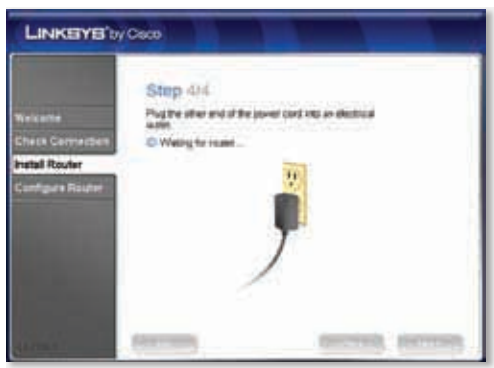 LINKSYS by Cisco
Step 4/4
Plug the other end of the power cord into an electrical
outlet.
Waiting for router ...
Welcome
Check Connection
Install Router
Configure Router